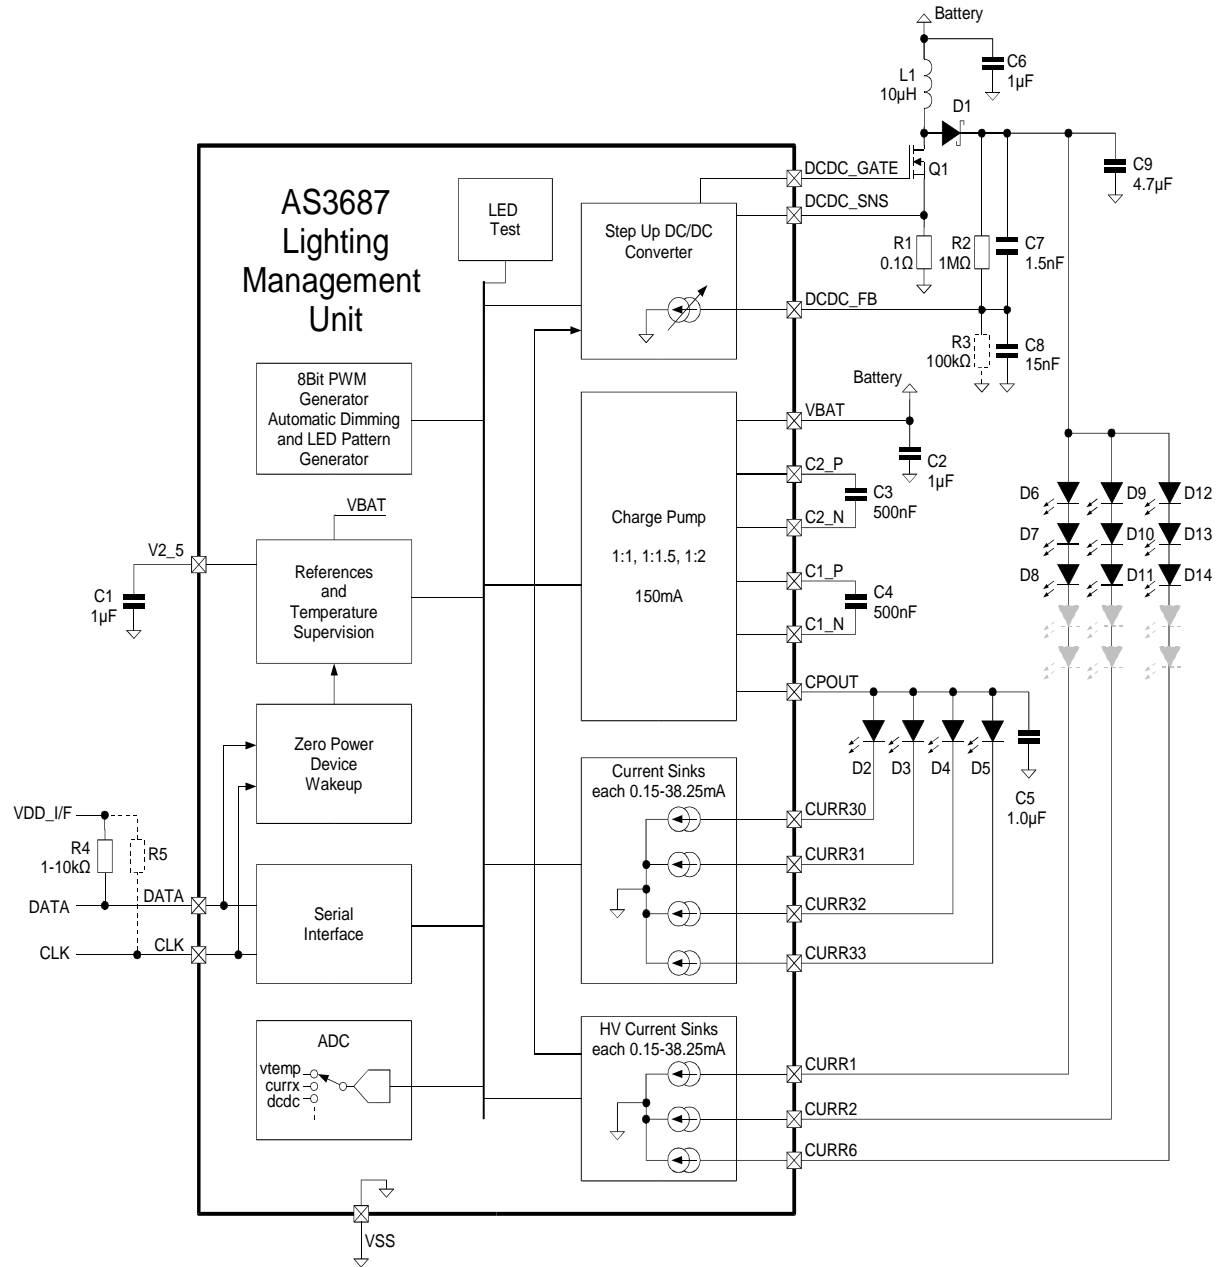 Battery
L1
10µH
C6
1µF
D1
C9
4.7µF
DCDC_GATE
Q1
DCDC_SNS
R1
0.1Ω
R2
1MΩ
C7
1.5nF
DCDC_FB
R3
100kΩ
C8
15nF
AS3687
Lighting
Management
Unit
LED
Test
Step Up DC/DC
Converter
8Bit PWM
Generator
Automatic Dimming
and LED Pattern
Generator
Battery
VBAT
C2
1µF
C2_P
C3
500nF
C2_N
C1_P
C4
500nF
C1_N
Charge Pump
1:1, 1:1.5, 1:2
150mA
VBAT
V2_5
C1
1µF
References
and
Temperature
Supervision
D6
D9
D12
D7
D10
D13
D8
D11
D14
CPOUT
D2
D3
D4
D5
C5
1.0µF
Zero Power
Device
Wakeup
Current Sinks
each 0.15-38.25mA
CURR30
CURR31
CURR32
CURR33
VDD_I/F
R4
1-10kΩ
R5
DATA
DATA
CLK
CLK
Serial
Interface
ADC
vtemp
currx
dcdc
HV Current Sinks
each 0.15-38.25mA
CURR1
CURR2
CURR6
VSS